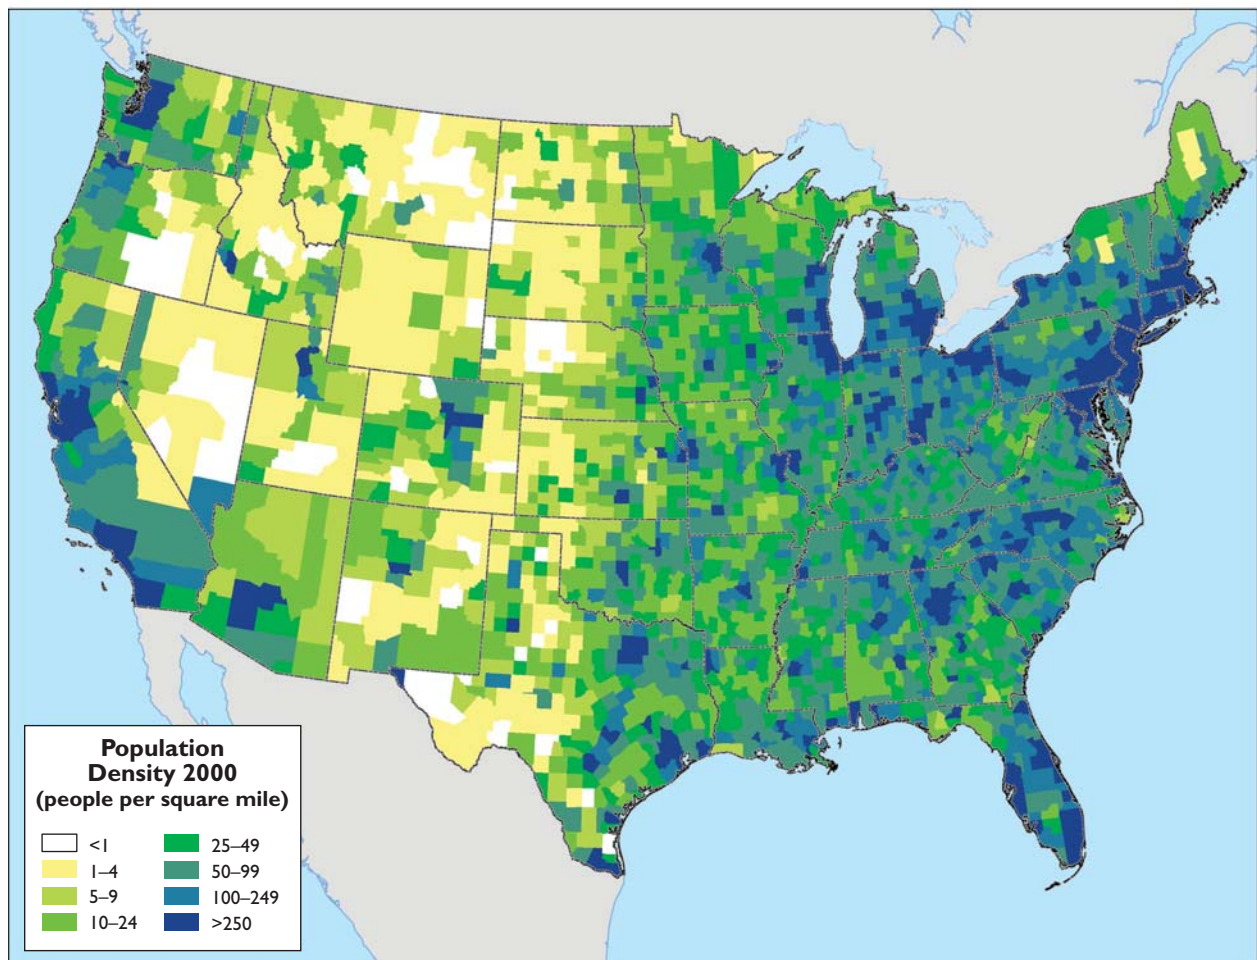 Population
Density 2000
(people per square mile)
<1
1–4
5–9
10–24
25–49
50–99
100–249
>250